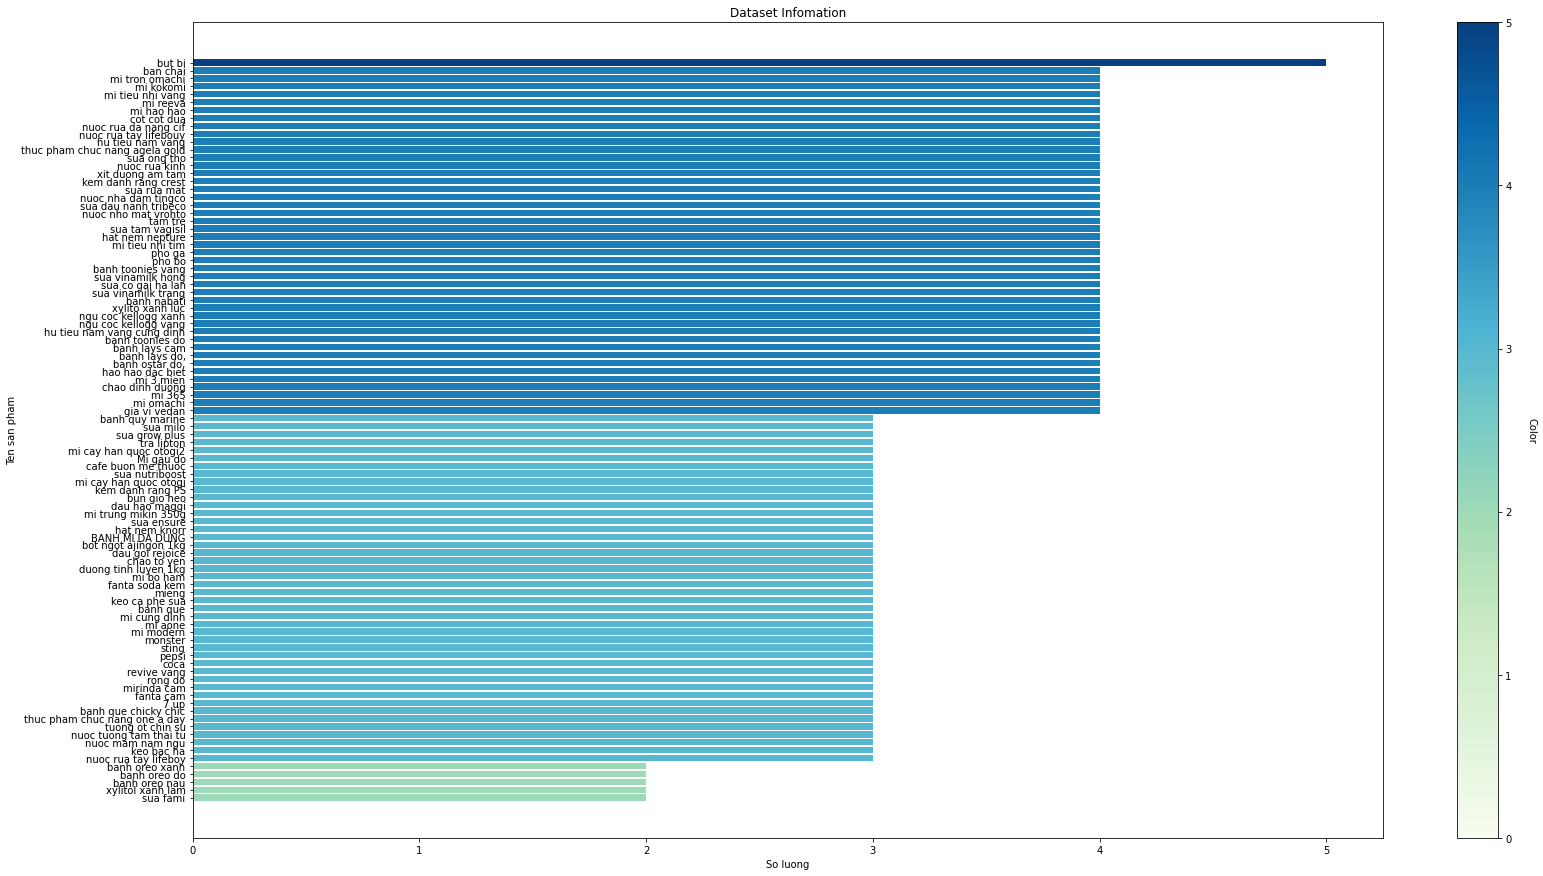 Dataset Infomation
but bi
ban chai
mi tron omachi
mi kokomi
mi tieu nhi vang
mi reeva
mi hao hao
cot cot dua
nuoc rua da nang cif
nuoc rua tay lifebouy
hu tieu nam vang
thuc pham chuc nang agela gold
sua ong tho
nuoc rua kinh
xit duong am tam
kem danh rang crest
sua rua mat
nuoc nha dam tingco
sua dau nanh tribeco
nuoc nho mat vrohto
tam tre
sua tam vagisil
hat nem nepture
mi tieu nhi tim
pho ga
pho bo
banh toonies vang
sua vinamilk hong
sua co gai ha lan
sua vinamilk trang
banh nabati
xylito xanh luc
ngu coc kellogg xanh
ngu coc kellogg vang
hu tieu nam vang cung dinh
banh toonies do
banh lays cam
banh lays do,
banh ostar do,
hao hao dac biet
mi 3 mien
chao dinh duong
mi 365
mi omachi
gia vi vedan
banh quy marine
sua milo
sua grow plus
tra lipton
mi cay han quoc otogi2
Mi gau do
cafe buon me thuoc
sua nutriboost
mi cay han quoc otogi
kem danh rang PS
bun gio heo
dau hao maggi
mi trung mikin 350g
sua ensure
hat nem knorr
BANH MI DA DUNG
bot ngot ajingon 1kg
dau goi rejoice
chao to yen
duong tinh luyen 1kg
mi bo ham
fanta soda kem
mieng
keo ca phe sua
banh que
mi cung dinh
mi aone
mi modern
monster
sting
pepsi
coca
revive vang
rong do
mirinda cam
fanta cam
7 up
banh que chicky chic
thuc pham chuc nang one a day
tuong ot chin su
nuoc tuong tam thai tu
nuoc mam nam ngu
keo bac ha
nuoc rua tay lifeboy
banh oreo xanh
banh oreo do
banh oreo nau
xylitol xanh lam
sua fami
Ten san pham
0 1 2 3 4 5
So luong
5
4
3
2
1
0
Color